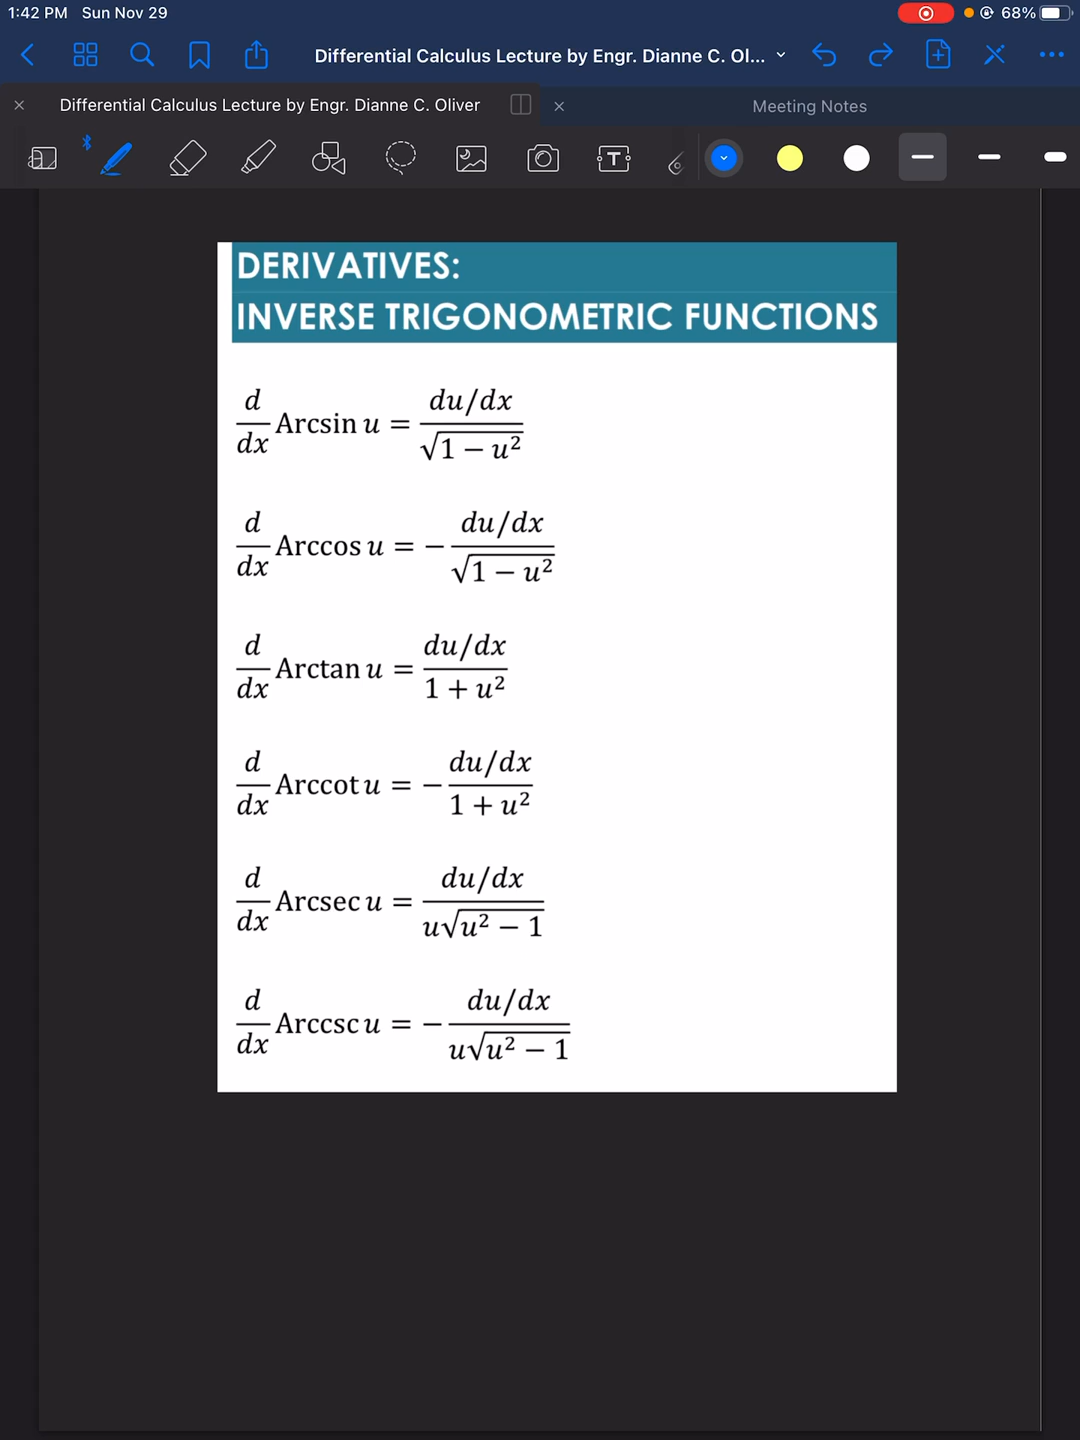 1:42 PM Sun Nov 29 68%
Differential Calculus Lecture by Engr. Dianne C. Ol...
Differential Calculus Lecture by Engr. Dianne C. Oliver Meeting Notes
DERIVATIVES:
INVERSE TRIGONOMETRIC FUNCTIONS
d/dx Arcsin u = (du/dx)/√(1 − u²)
d/dx Arccos u = −(du/dx)/√(1 − u²)
d/dx Arctan u = (du/dx)/(1 + u²)
d/dx Arccot u = −(du/dx)/(1 + u²)
d/dx Arcsec u = (du/dx)/(u√(u² − 1))
d/dx Arccsc u = −(du/dx)/(u√(u² − 1))